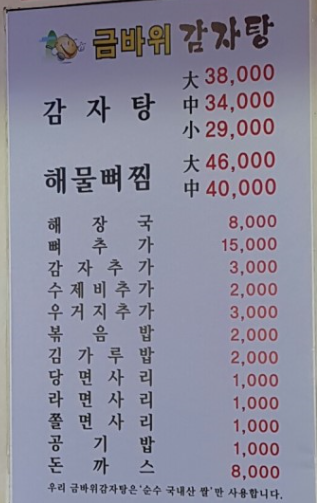 금바위 감자탕
감자탕 大 38,000
中 34,000
小 29,000
해물뼈찜 大 46,000
中 40,000
해장국 8,000
뼈추가 15,000
감자추가 3,000
수제비추가 2,000
우거지추가 3,000
볶음밥 2,000
김가루밥 2,000
당면사리 1,000
라면사리 1,000
쫄면사리 1,000
공기밥 1,000
돈까스 8,000
우리 금바위감자탕은 '순수 국내산 쌀'만 사용합니다.